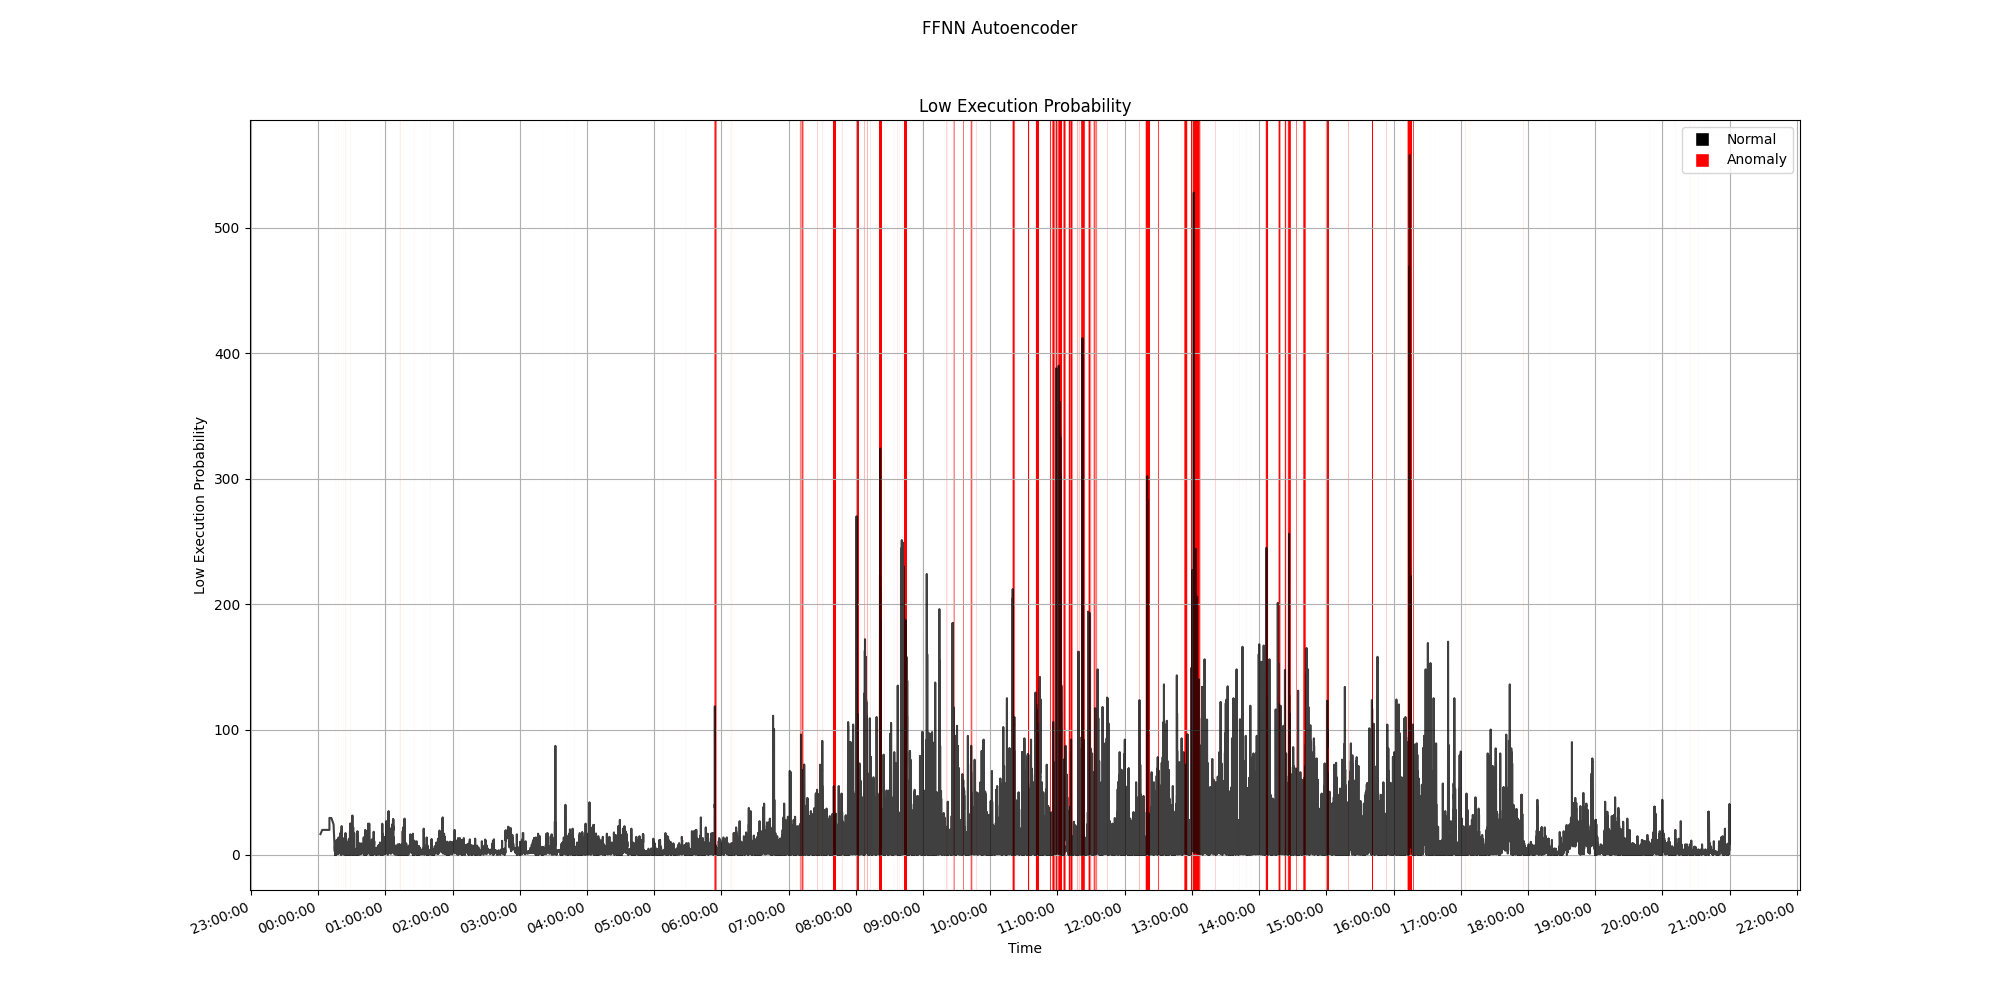 FFNN Autoencoder
Low Execution Probability
Normal
Anomaly
Low Execution Probability
500
400
300
200
100
0
23:00:00 00:00:00 01:00:00 02:00:00 03:00:00 04:00:00 05:00:00 06:00:00 07:00:00 08:00:00 09:00:00 10:00:00 11:00:00 12:00:00 13:00:00 14:00:00 15:00:00 16:00:00 17:00:00 18:00:00 19:00:00 20:00:00 21:00:00 22:00:00
Time